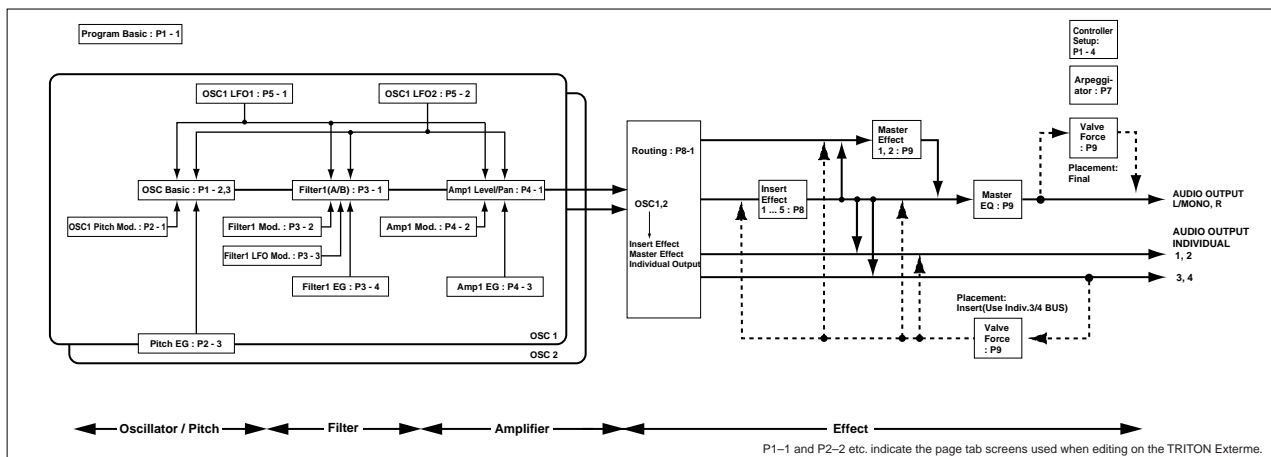 Program Basic : P1 - 1
Controller
Setup:
P1 - 4
Arpeggi-
ator : P7
OSC1 LFO1 : P5 - 1
OSC1 LFO2 : P5 - 2
OSC Basic : P1 - 2,3
Filter1(A/B) : P3 - 1
Amp1 Level/Pan : P4 - 1
OSC1 Pitch Mod. : P2 - 1
Filter1 Mod. : P3 - 2
Amp1 Mod. : P4 - 2
Filter1 LFO Mod. : P3 - 3
Filter1 EG : P3 - 4
Amp1 EG : P4 - 3
Pitch EG : P2 - 3
OSC 1
OSC 2
Routing : P8-1
OSC1,2
Insert Effect
Master Effect
Individual Output
Insert
Effect
1 ... 5 : P8
Master
Effect
1, 2 : P9
Master
EQ : P9
Valve
Force
: P9
Placement:
Final
AUDIO OUTPUT
L/MONO, R
AUDIO OUTPUT
INDIVIDUAL
1, 2
3, 4
Placement:
Insert(Use Indiv.3/4 BUS)
Valve
Force
: P9
Oscillator / Pitch
Filter
Amplifier
Effect
P1–1 and P2–2 etc. indicate the page tab screens used when editing on the TRITON Exterme.